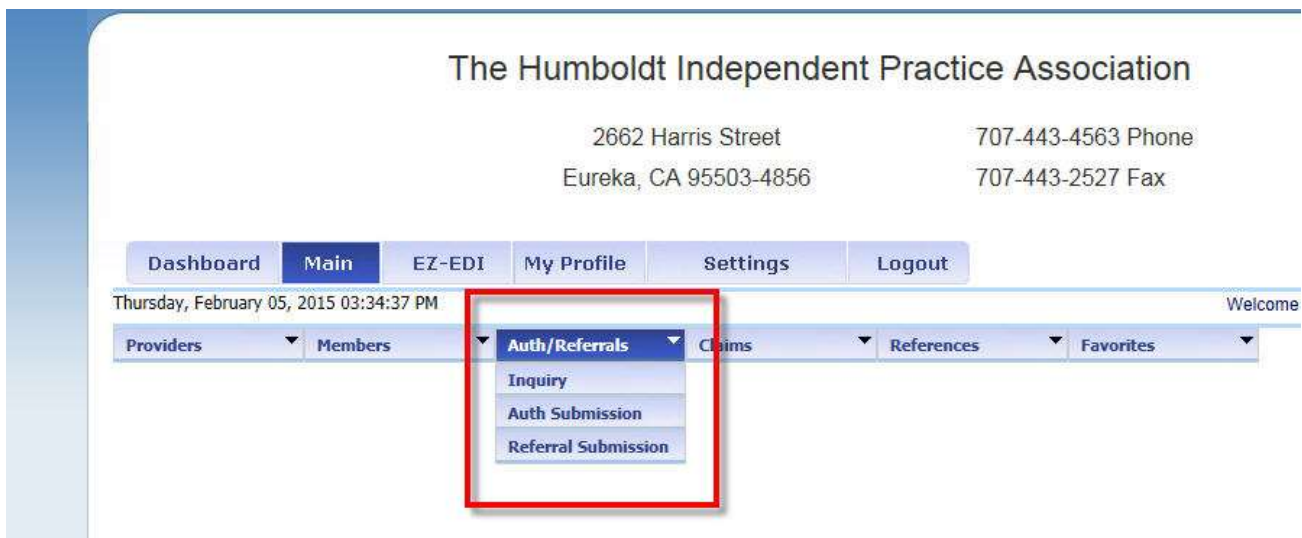 The Humboldt Independent Practice Association
2662 Harris Street 707-443-4563 Phone
Eureka, CA 95503-4856 707-443-2527 Fax
Dashboard Main EZ-EDI My Profile Settings Logout
Thursday, February 05, 2015 03:34:37 PM Welcome
Providers Members Auth/Referrals Claims References Favorites
Inquiry
Auth Submission
Referral Submission